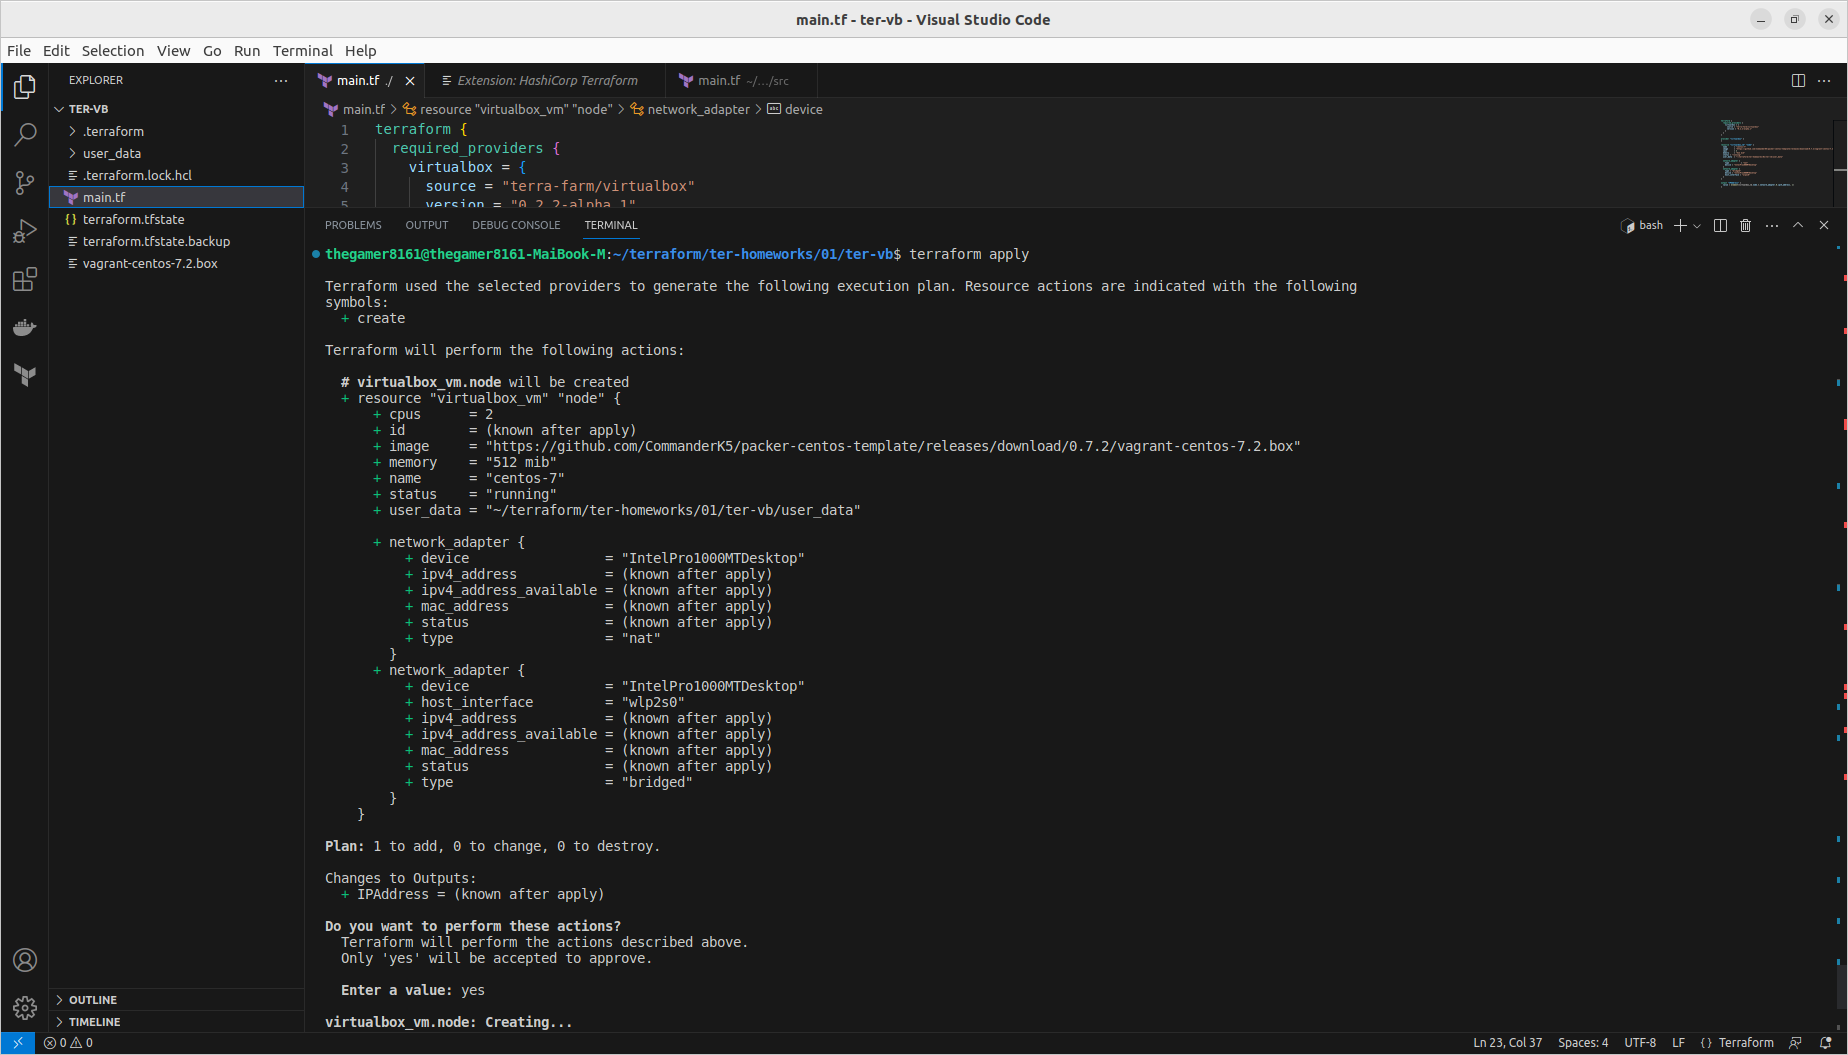 main.tf - ter-vb - Visual Studio Code
File Edit Selection View Go Run Terminal Help
EXPLORER
TER-VB
.terraform
user_data
.terraform.lock.hcl
main.tf
terraform.tfstate
terraform.tfstate.backup
vagrant-centos-7.2.box
OUTLINE
TIMELINE
main.tf ./ Extension: HashiCorp Terraform main.tf ~/.../src
main.tf > resource "virtualbox_vm" "node" > network_adapter > device
1 terraform {
2 required_providers {
3 virtualbox = {
4 source = "terra-farm/virtualbox"
5 version = "0.2.2-alpha.1"
PROBLEMS OUTPUT DEBUG CONSOLE TERMINAL bash
thegamer8161@thegamer8161-MaiBook-M:~/terraform/ter-homeworks/01/ter-vb$ terraform apply
Terraform used the selected providers to generate the following execution plan. Resource actions are indicated with the following
symbols:
+ create
Terraform will perform the following actions:
# virtualbox_vm.node will be created
+ resource "virtualbox_vm" "node" {
+ cpus = 2
+ id = (known after apply)
+ image = "https://github.com/CommanderK5/packer-centos-template/releases/download/0.7.2/vagrant-centos-7.2.box"
+ memory = "512 mib"
+ name = "centos-7"
+ status = "running"
+ user_data = "~/terraform/ter-homeworks/01/ter-vb/user_data"
+ network_adapter {
+ device = "IntelPro1000MTDesktop"
+ ipv4_address = (known after apply)
+ ipv4_address_available = (known after apply)
+ mac_address = (known after apply)
+ status = (known after apply)
+ type = "nat"
}
+ network_adapter {
+ device = "IntelPro1000MTDesktop"
+ host_interface = "wlp2s0"
+ ipv4_address = (known after apply)
+ ipv4_address_available = (known after apply)
+ mac_address = (known after apply)
+ status = (known after apply)
+ type = "bridged"
}
}
Plan: 1 to add, 0 to change, 0 to destroy.
Changes to Outputs:
+ IPAddress = (known after apply)
Do you want to perform these actions?
Terraform will perform the actions described above.
Only 'yes' will be accepted to approve.
Enter a value: yes
virtualbox_vm.node: Creating...
0 0 Ln 23, Col 37 Spaces: 4 UTF-8 LF {} Terraform